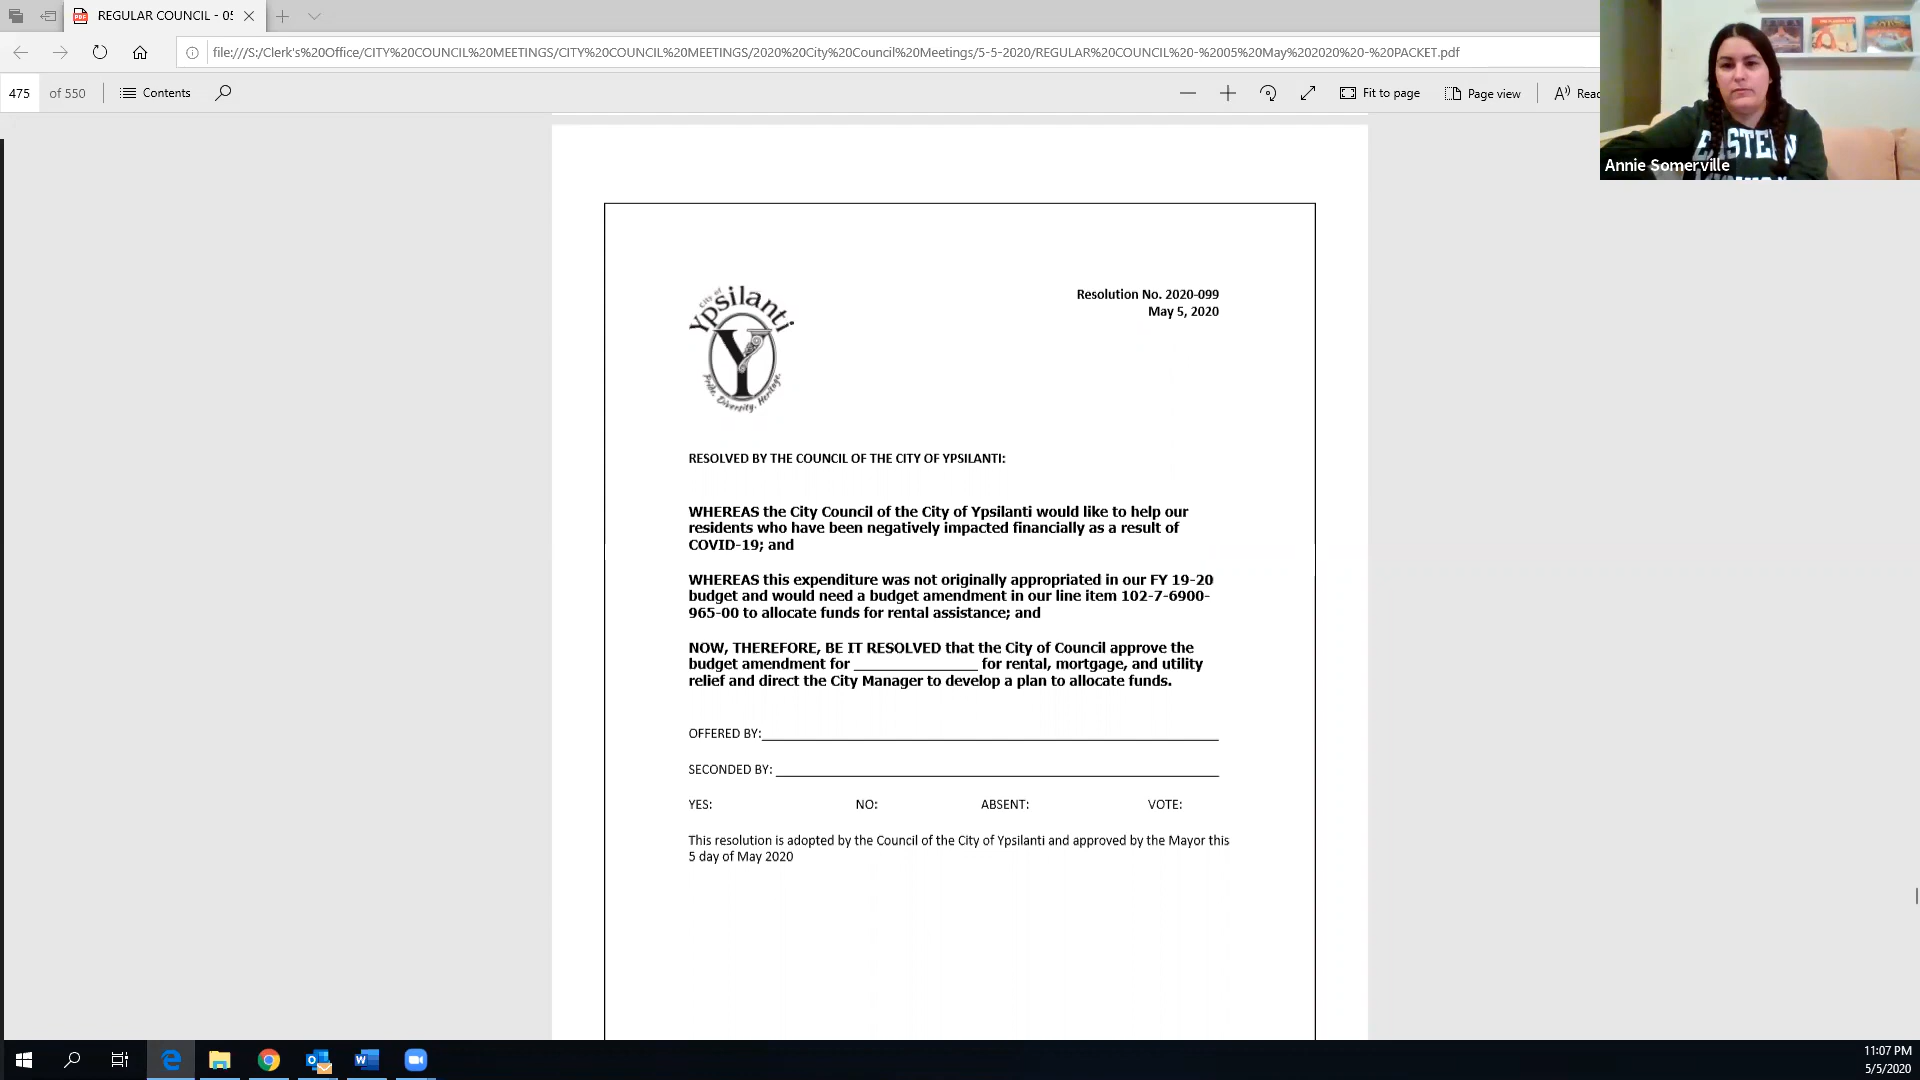 REGULAR COUNCIL - 05
file:///S:/Clerk's%20Office/CITY%20COUNCIL%20MEETINGS/CITY%20COUNCIL%20MEETINGS/2020%20City%20Council%20Meetings/5-5-2020/REGULAR%20COUNCIL%20-%2005%20May%202020%20-%20PACKET.pdf
475 of 550 Contents Fit to page Page view Read
EASTERN
Annie Somerville
city of
Ypsilanti
Y
Pride. Diversity. Heritage.
Resolution No. 2020-099
May 5, 2020
RESOLVED BY THE COUNCIL OF THE CITY OF YPSILANTI:
WHEREAS the City Council of the City of Ypsilanti would like to help our
residents who have been negatively impacted financially as a result of
COVID-19; and
WHEREAS this expenditure was not originally appropriated in our FY 19-20
budget and would need a budget amendment in our line item 102-7-6900-
965-00 to allocate funds for rental assistance; and
NOW, THEREFORE, BE IT RESOLVED that the City of Council approve the
budget amendment for ________________ for rental, mortgage, and utility
relief and direct the City Manager to develop a plan to allocate funds.
OFFERED BY:____________________
SECONDED BY: ____________________
YES: NO: ABSENT: VOTE:
This resolution is adopted by the Council of the City of Ypsilanti and approved by the Mayor this
5 day of May 2020
11:07 PM
5/5/2020